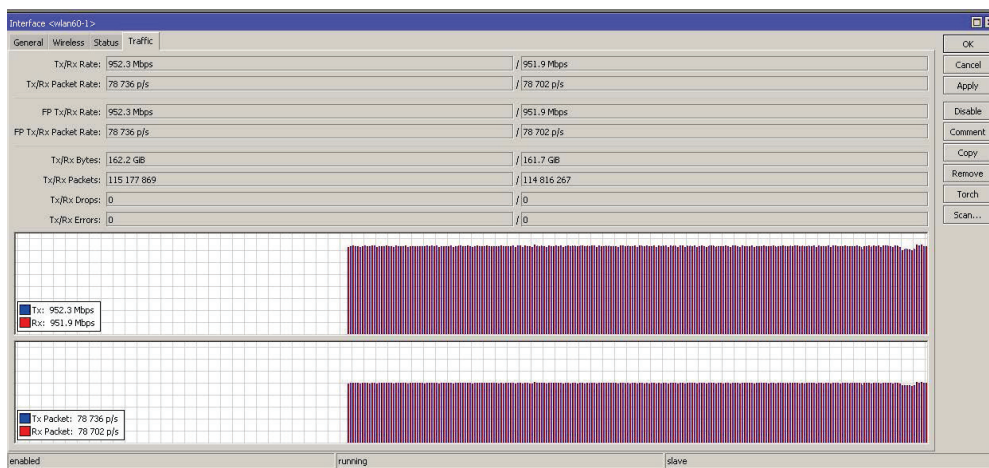 Interface <wlan60-1>
General Wireless Status Traffic
Tx/Rx Rate: 952.3 Mbps / 951.9 Mbps
Tx/Rx Packet Rate: 78 736 p/s / 78 702 p/s
FP Tx/Rx Rate: 952.3 Mbps / 951.9 Mbps
FP Tx/Rx Packet Rate: 78 736 p/s / 78 702 p/s
Tx/Rx Bytes: 162.2 GiB / 161.7 GiB
Tx/Rx Packets: 115 177 869 / 114 816 267
Tx/Rx Drops: 0 / 0
Tx/Rx Errors: 0 / 0
OK
Cancel
Apply
Disable
Comment
Copy
Remove
Torch
Scan...
Tx: 952.3 Mbps
Rx: 951.9 Mbps
Tx Packet: 78 736 p/s
Rx Packet: 78 702 p/s
enabled running slave